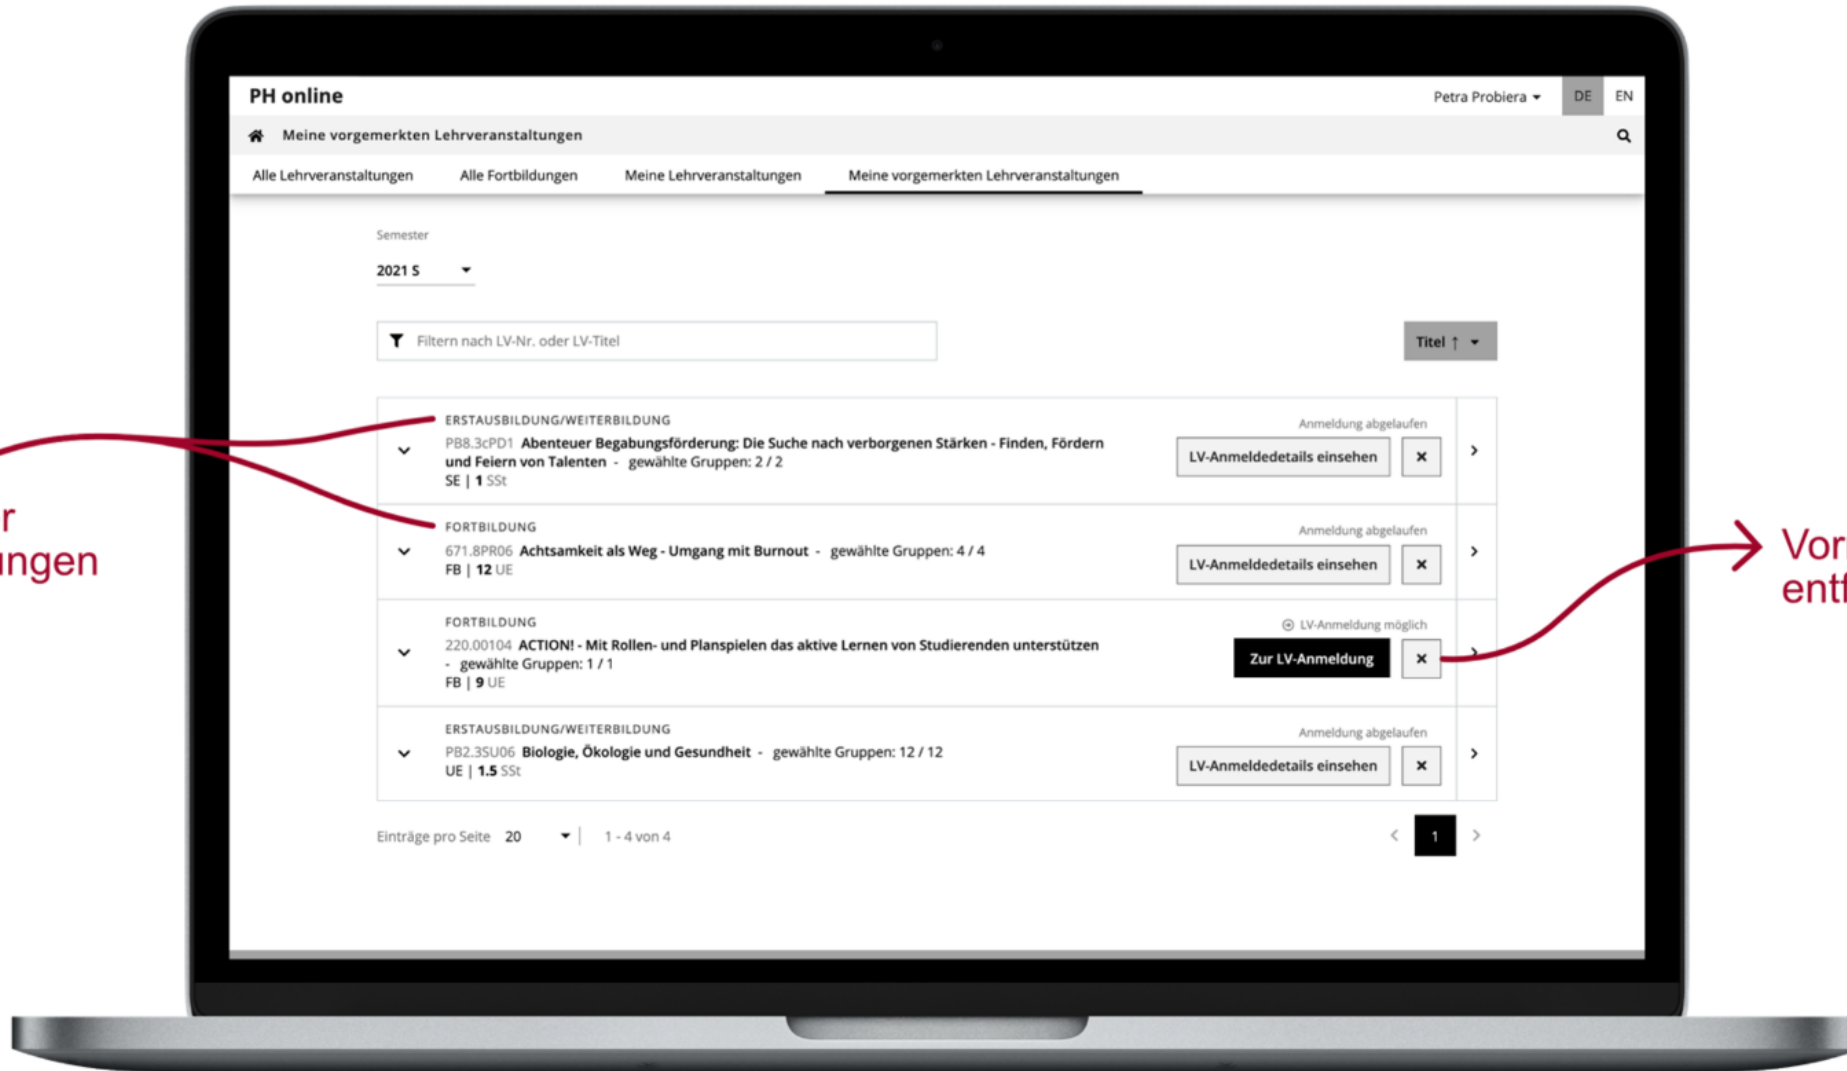 PH online
Petra Probiera
DE EN
Meine vorgemerkten Lehrveranstaltungen
Alle Lehrveranstaltungen Alle Fortbildungen Meine Lehrveranstaltungen Meine vorgemerkten Lehrveranstaltungen
Semester
2021 S
Filtern nach LV-Nr. oder LV-Titel
Titel ↑
ERSTAUSBILDUNG/WEITERBILDUNG
PB8.3cPD1 Abenteuer Begabungsförderung: Die Suche nach verborgenen Stärken - Finden, Fördern
und Feiern von Talenten - gewählte Gruppen: 2 / 2
SE | 1 SSt
Anmeldung abgelaufen
LV-Anmeldedetails einsehen
FORTBILDUNG
671.8PR06 Achtsamkeit als Weg - Umgang mit Burnout - gewählte Gruppen: 4 / 4
FB | 12 UE
Anmeldung abgelaufen
LV-Anmeldedetails einsehen
FORTBILDUNG
220.00104 ACTION! - Mit Rollen- und Planspielen das aktive Lernen von Studierenden unterstützen
- gewählte Gruppen: 1 / 1
FB | 9 UE
LV-Anmeldung möglich
Zur LV-Anmeldung
ERSTAUSBILDUNG/WEITERBILDUNG
PB2.3SU06 Biologie, Ökologie und Gesundheit - gewählte Gruppen: 12 / 12
UE | 1.5 SSt
Anmeldung abgelaufen
LV-Anmeldedetails einsehen
Einträge pro Seite 20 1 - 4 von 4
1